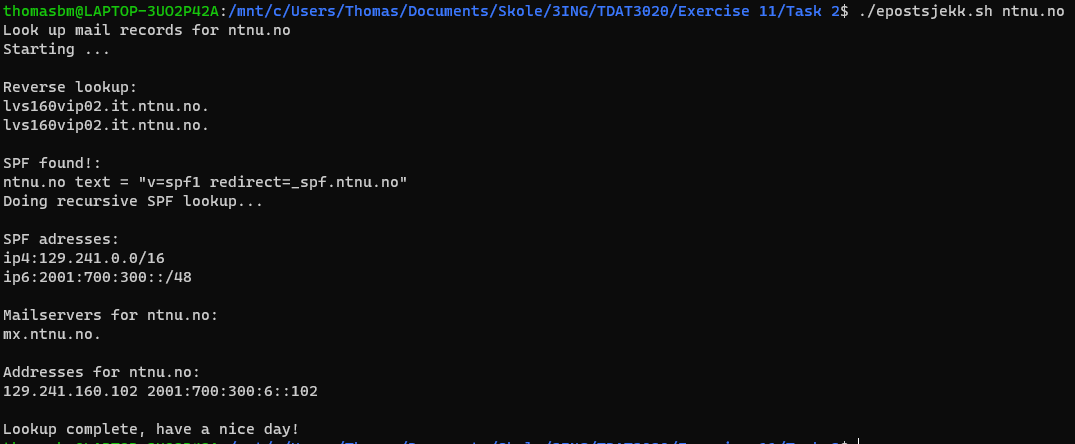 thomasbm@LAPTOP-3UO2P42A:/mnt/c/Users/Thomas/Documents/Skole/3ING/TDAT3020/Exercise 11/Task 2$ ./epostsjekk.sh ntnu.no
Look up mail records for ntnu.no
Starting ...
Reverse lookup:
lvs160vip02.it.ntnu.no.
lvs160vip02.it.ntnu.no.
SPF found!:
ntnu.no text = "v=spf1 redirect=_spf.ntnu.no"
Doing recursive SPF lookup...
SPF adresses:
ip4:129.241.0.0/16
ip6:2001:700:300::/48
Mailservers for ntnu.no:
mx.ntnu.no.
Addresses for ntnu.no:
129.241.160.102 2001:700:300:6::102
Lookup complete, have a nice day!